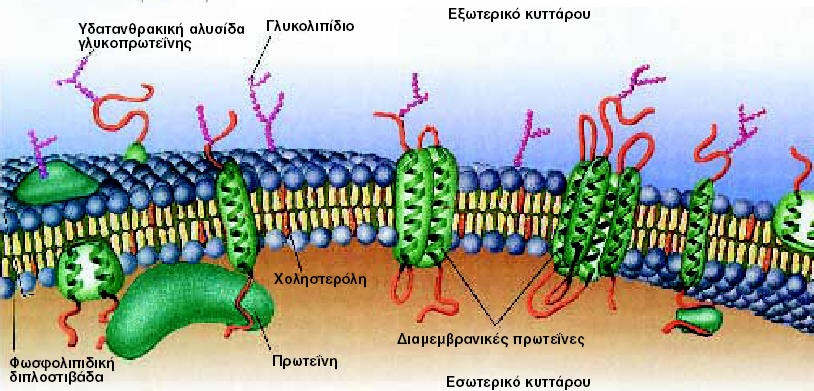 Υδατανθρακική αλυσίδα
γλυκοπρωτεΐνης
Γλυκολιπίδιο
Εξωτερικό κυττάρου
Χοληστερόλη
Διαμεμβρανικές πρωτεΐνες
Πρωτεΐνη
Φωσφολιπιδική
διπλοστιβάδα
Εσωτερικό κυττάρου